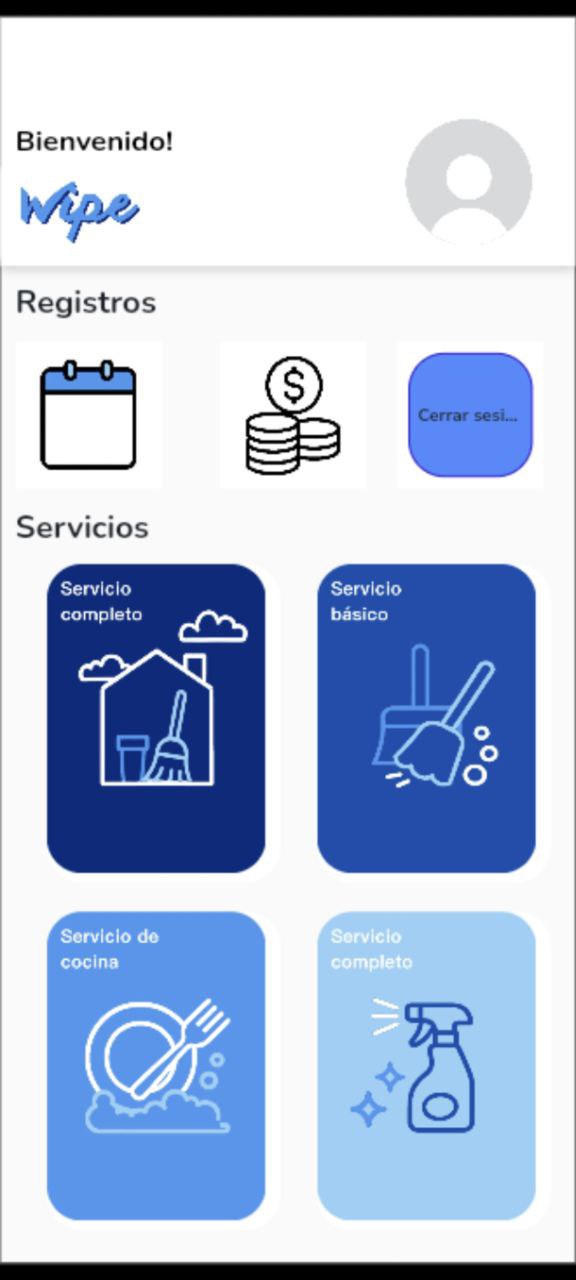 Bienvenido!
Wipe
Registros
$
Cerrar sesi...
Servicios
Servicio
completo
Servicio
básico
Servicio de
cocina
Servicio
completo